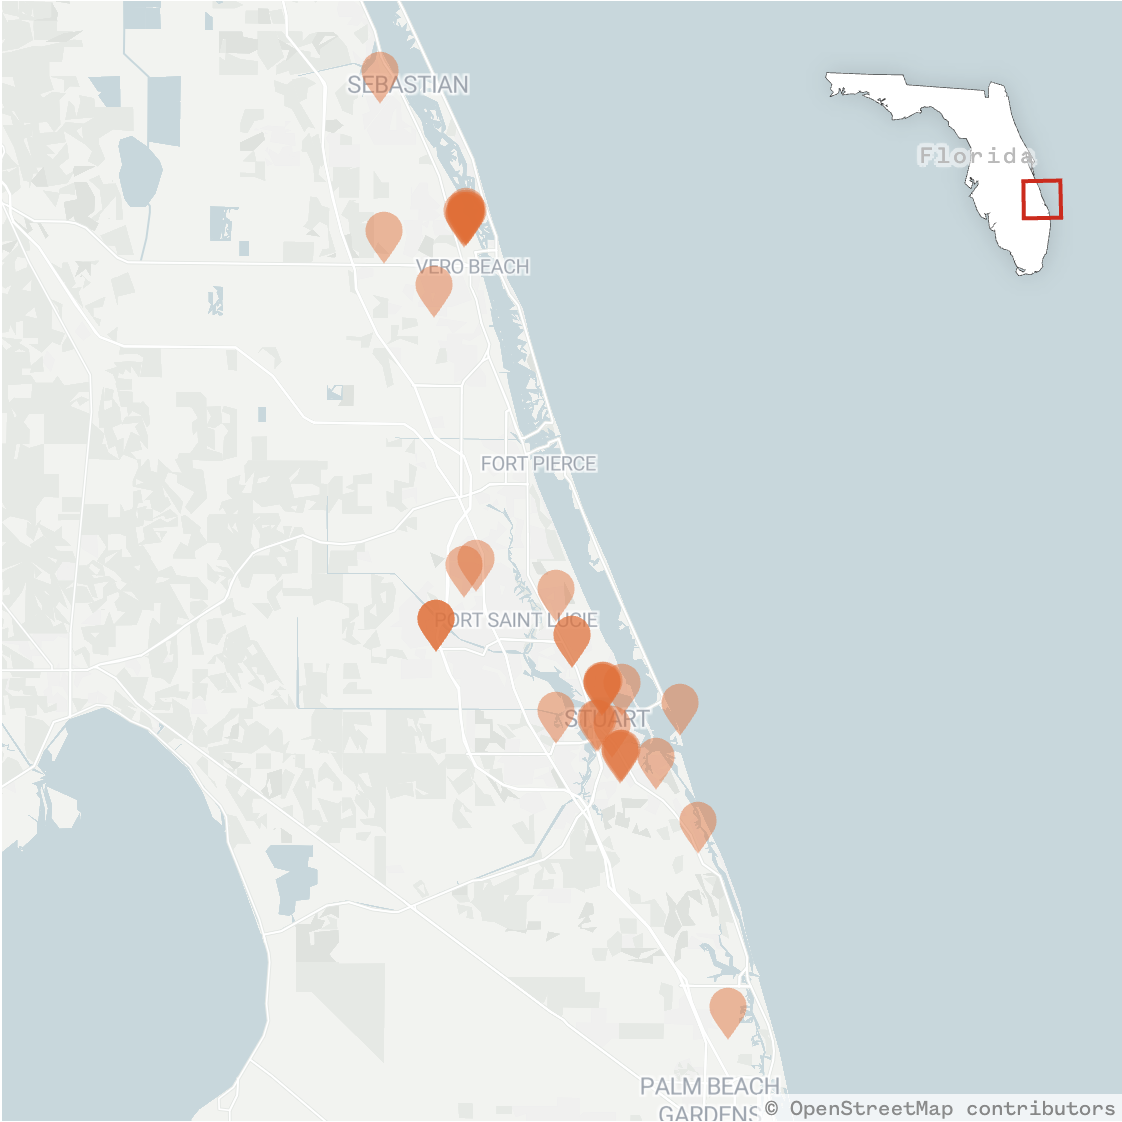 SEBASTIAN
Florida
VERO BEACH
FORT PIERCE
PORT SAINT LUCIE
STUART
PALM BEACH
GARDENS
© OpenStreetMap contributors